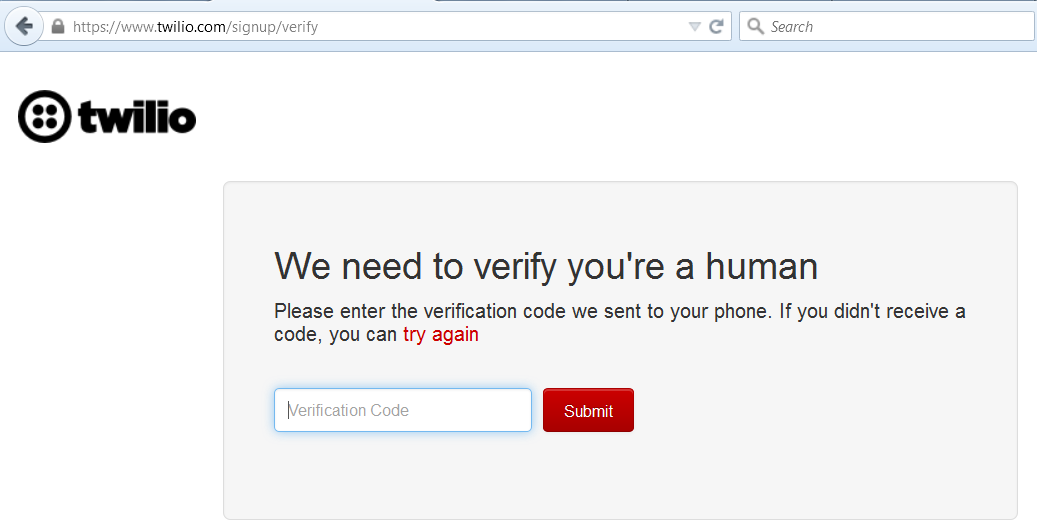 https://www.twilio.com/signup/verify
Search
twilio
We need to verify you're a human
Please enter the verification code we sent to your phone. If you didn't receive a
code, you can try again
Verification Code
Submit